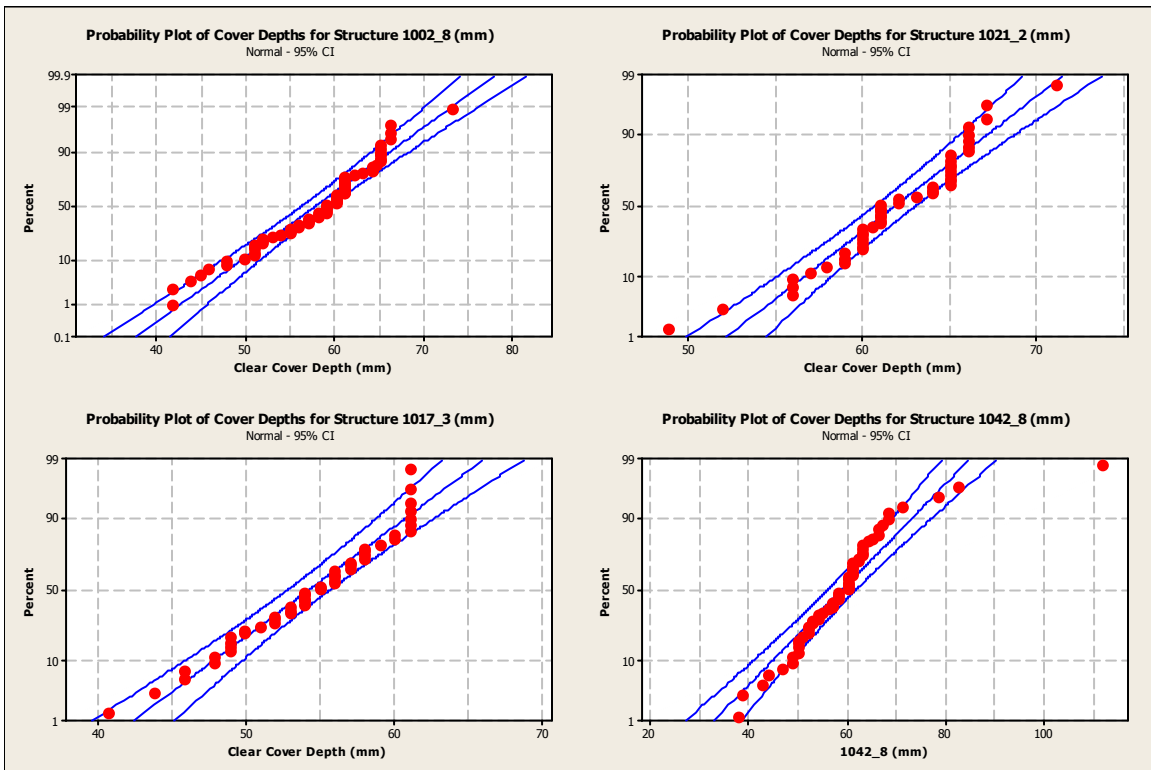 Probability Plot of Cover Depths for Structure 1002_8 (mm)
Normal - 95% CI
99.9
99
90
50
10
1
0.1
Percent
40 50 60 70 80
Clear Cover Depth (mm)
Probability Plot of Cover Depths for Structure 1021_2 (mm)
Normal - 95% CI
99
90
50
10
1
Percent
50 60 70
Clear Cover Depth (mm)
Probability Plot of Cover Depths for Structure 1017_3 (mm)
Normal - 95% CI
99
90
50
10
1
Percent
40 50 60 70
Clear Cover Depth (mm)
Probability Plot of Cover Depths for Structure 1042_8 (mm)
Normal - 95% CI
99
90
50
10
1
Percent
20 40 60 80 100
1042_8 (mm)